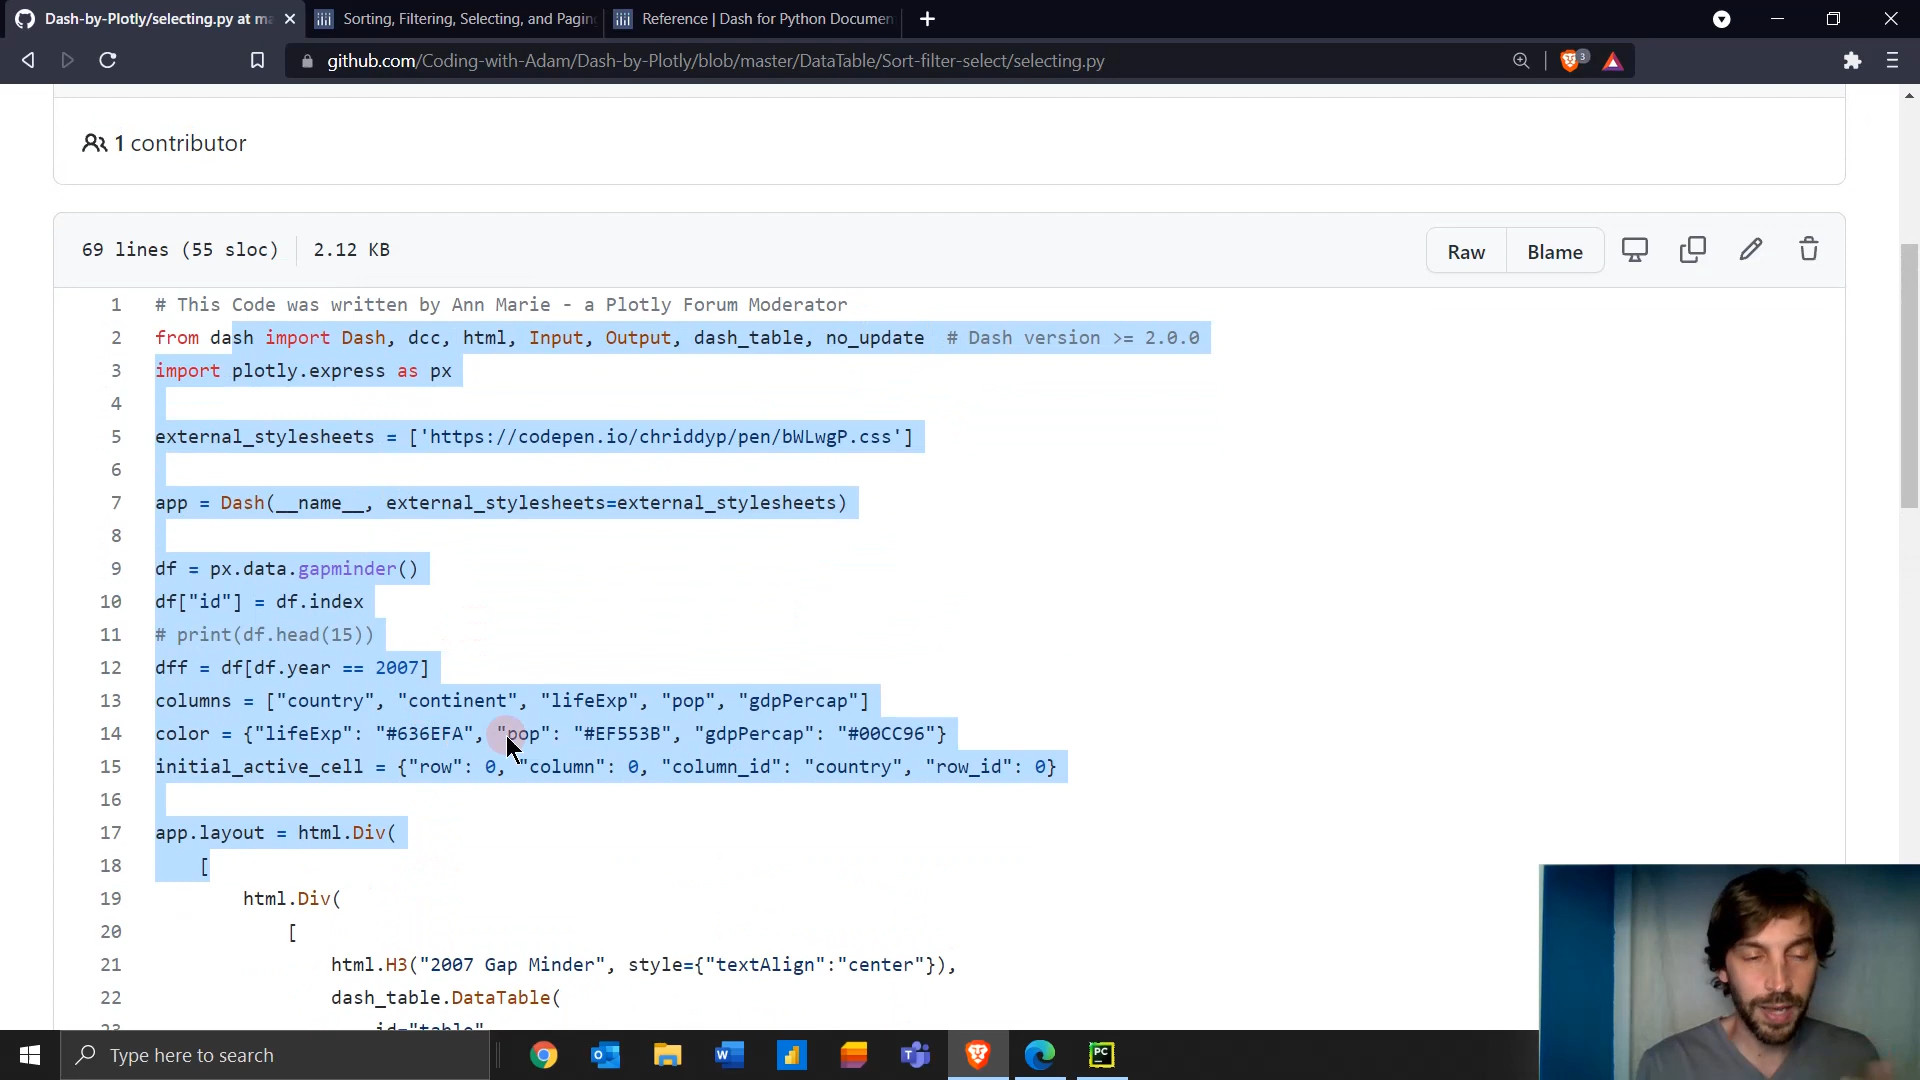 Dash-by-Plotly/selecting.py at ma
Sorting, Filtering, Selecting, and Paging
Reference | Dash for Python Documen
github.com/Coding-with-Adam/Dash-by-Plotly/blob/master/DataTable/Sort-filter-select/selecting.py
3
1 contributor
69 lines (55 sloc) 2.12 KB
Raw Blame
1 # This Code was written by Ann Marie - a Plotly Forum Moderator
2 from dash import Dash, dcc, html, Input, Output, dash_table, no_update # Dash version >= 2.0.0
3 import plotly.express as px
4
5 external_stylesheets = ['https://codepen.io/chriddyp/pen/bWLwgP.css']
6
7 app = Dash(__name__, external_stylesheets=external_stylesheets)
8
9 df = px.data.gapminder()
10 df["id"] = df.index
11 # print(df.head(15))
12 dff = df[df.year == 2007]
13 columns = ["country", "continent", "lifeExp", "pop", "gdpPercap"]
14 color = {"lifeExp": "#636EFA", "pop": "#EF553B", "gdpPercap": "#00CC96"}
15 initial_active_cell = {"row": 0, "column": 0, "column_id": "country", "row_id": 0}
16
17 app.layout = html.Div(
18 [
19 html.Div(
20 [
21 html.H3("2007 Gap Minder", style={"textAlign":"center"}),
22 dash_table.DataTable(
23 id="table"
Type here to search
PC